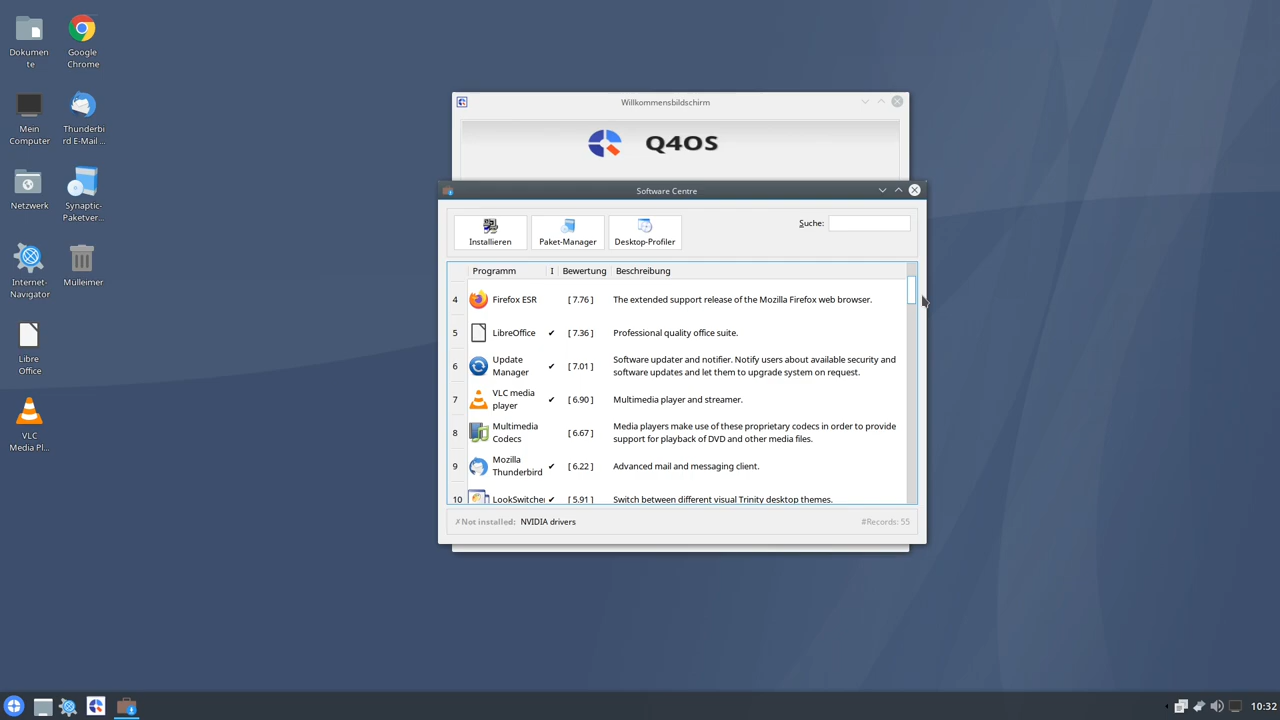 Dokumen
te
Google
Chrome
Mein
Computer
Thunderbi
rd E-Mail ...
Netzwerk
Synaptic-
Paketver...
Internet-
Navigator
Mülleimer
Libre
Office
VLC
Media Pl...
Willkommensbildschirm
Q4OS
Software Centre
Installieren
Paket-Manager
Desktop-Profiler
Suche:
Programm I Bewertung Beschreibung
4 Firefox ESR [ 7.76 ] The extended support release of the Mozilla Firefox web browser.
5 LibreOffice ✔ [ 7.36 ] Professional quality office suite.
6 Update
Manager ✔ [ 7.01 ] Software updater and notifier. Notify users about available security and
software updates and let them to upgrade system on request.
7 VLC media
player ✔ [ 6.90 ] Multimedia player and streamer.
8 Multimedia
Codecs [ 6.67 ] Media players make use of these proprietary codecs in order to provide
support for playback of DVD and other media files.
9 Mozilla
Thunderbird ✔ [ 6.22 ] Advanced mail and messaging client.
10 LookSwitcher ✔ [ 5.91 ] Switch between different visual Trinity desktop themes.
✗Not installed: NVIDIA drivers
#Records: 55
10:32